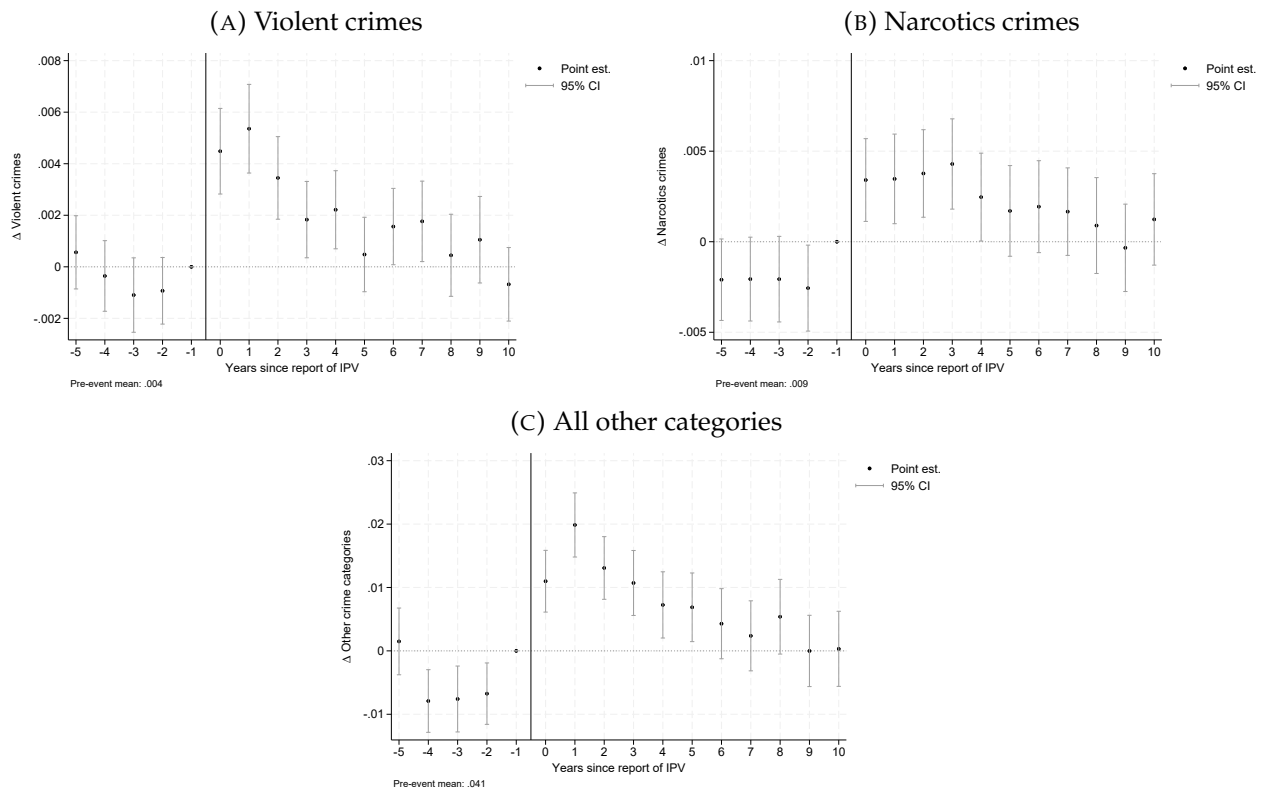 (A) Violent crimes
.008
.006
.004
.002
0
-.002
Δ Violent crimes
-5 -4 -3 -2 -1 0 1 2 3 4 5 6 7 8 9 10
Years since report of IPV
Pre-event mean: .004
Point est.
95% CI
(B) Narcotics crimes
.01
.005
0
-.005
Δ Narcotics crimes
-5 -4 -3 -2 -1 0 1 2 3 4 5 6 7 8 9 10
Years since report of IPV
Pre-event mean: .009
Point est.
95% CI
(C) All other categories
.03
.02
.01
0
-.01
Δ Other crime categories
-5 -4 -3 -2 -1 0 1 2 3 4 5 6 7 8 9 10
Years since report of IPV
Pre-event mean: .041
Point est.
95% CI